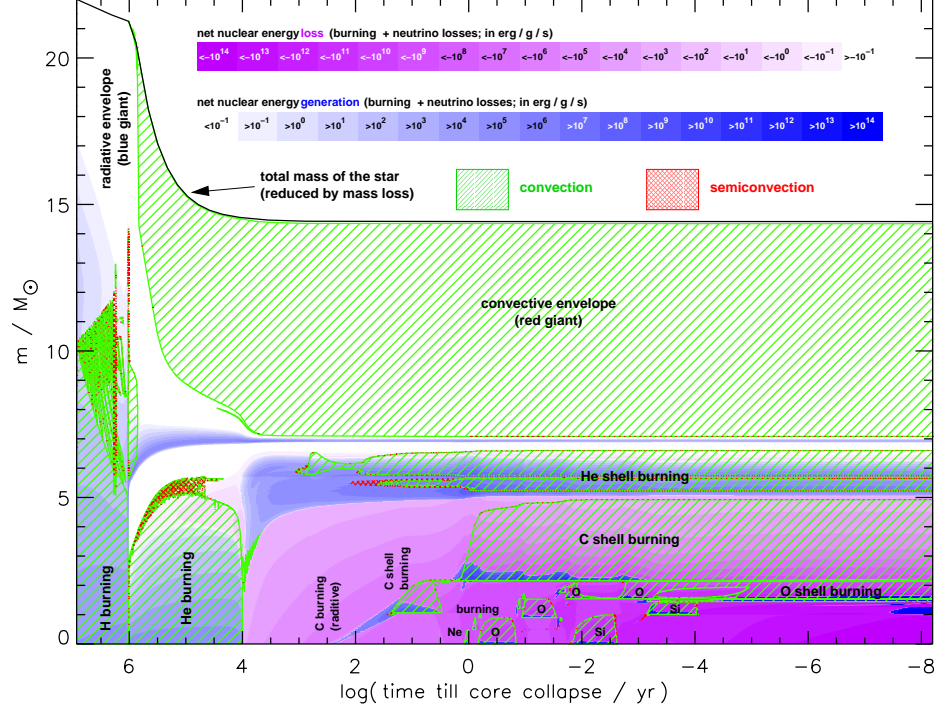 net nuclear energy loss (burning + neutrino losses; in erg / g / s)
<−10^14 <−10^13 <−10^12 <−10^11 <−10^10 <−10^9 <−10^8 <−10^7 <−10^6 <−10^5 <−10^4 <−10^3 <−10^2 <−10^1 <−10^0 <−10^−1 >−10^−1
net nuclear energy generation (burning + neutrino losses; in erg / g / s)
<10^−1 >10^−1 >10^0 >10^1 >10^2 >10^3 >10^4 >10^5 >10^6 >10^7 >10^8 >10^9 >10^10 >10^11 >10^12 >10^13 >10^14
radiative envelope
(blue giant)
total mass of the star
(reduced by mass loss)
convection
semiconvection
convective envelope
(red giant)
He shell burning
C shell burning
O shell burning
H burning
He burning
C burning
(raditive)
C shell
burning
burning
Ne
O
O
O
O
Si
Si
20
15
10
5
0
m / M☉
6 4 2 0 −2 −4 −6 −8
log(time till core collapse / yr)